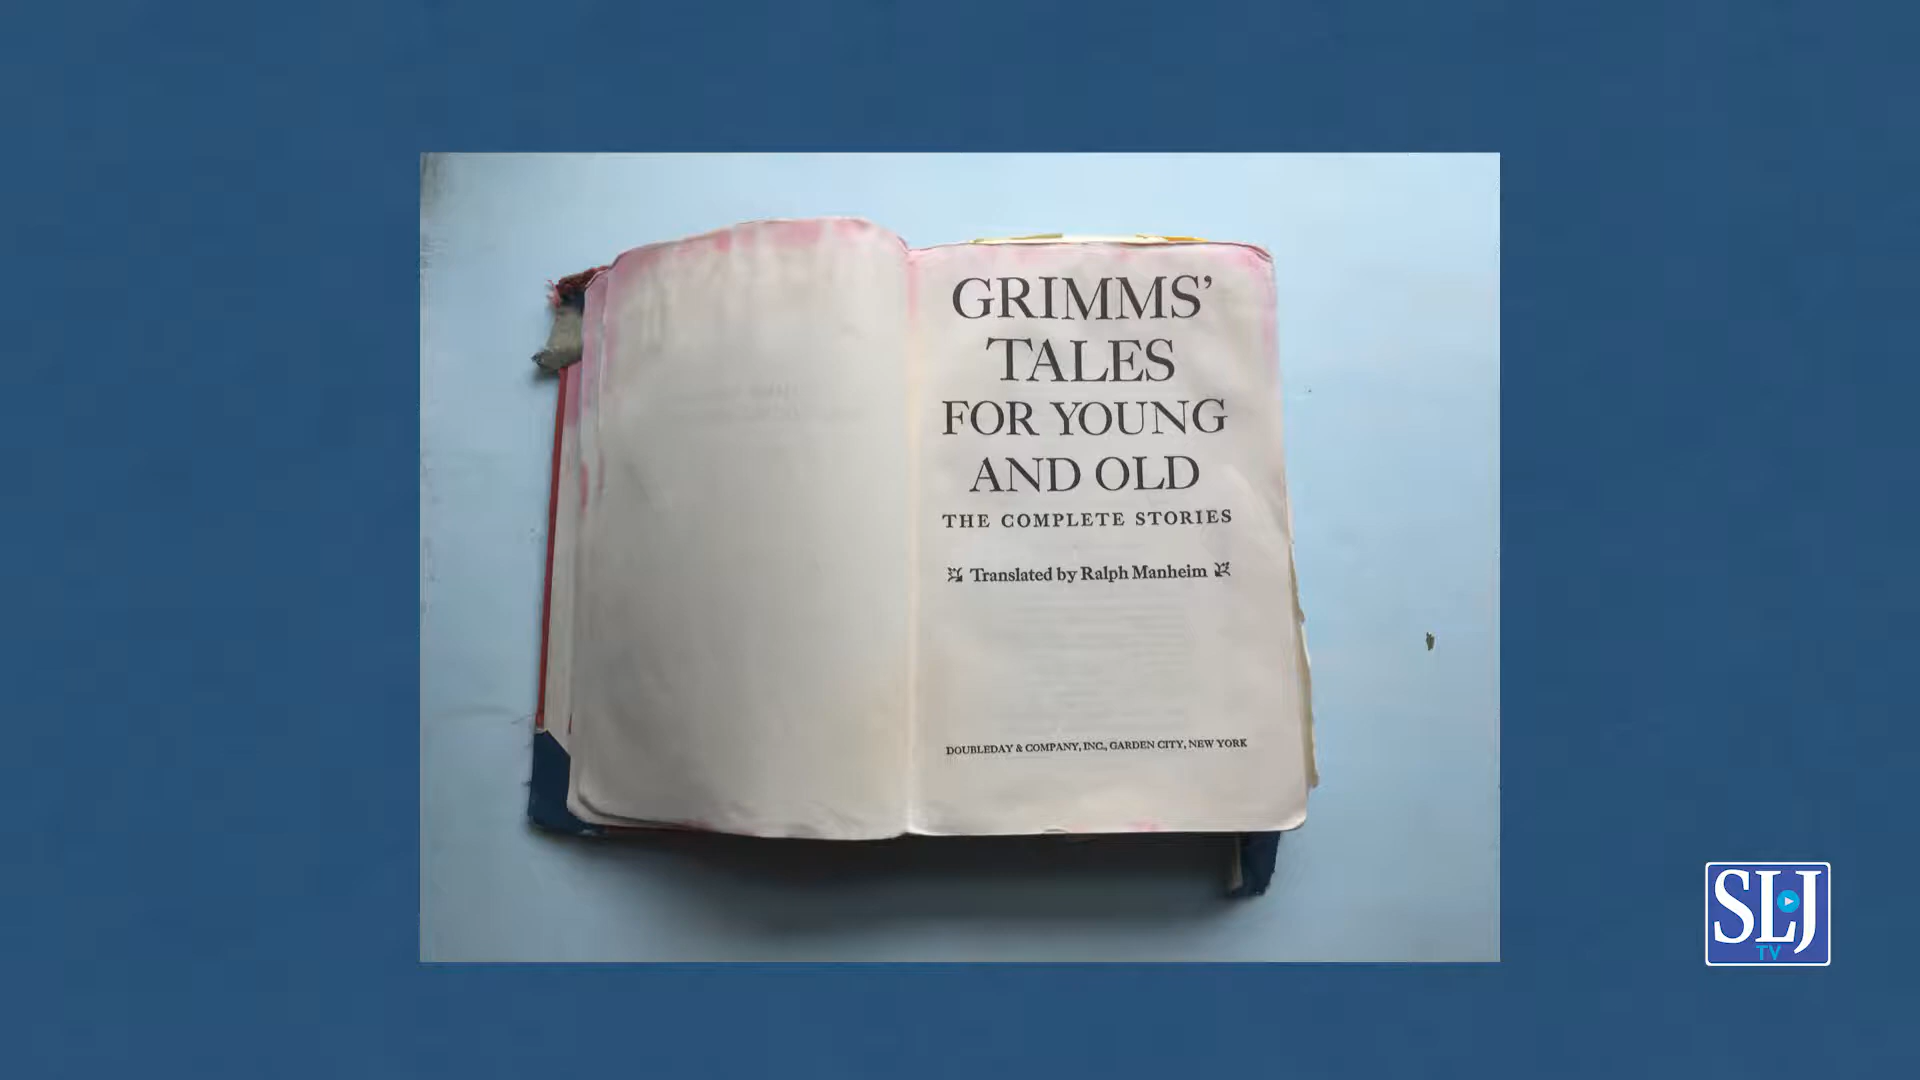 GRIMMS’
TALES
FOR YOUNG
AND OLD
THE COMPLETE STORIES
Translated by Ralph Manheim
DOUBLEDAY & COMPANY, INC., GARDEN CITY, NEW YORK
SLJ
TV